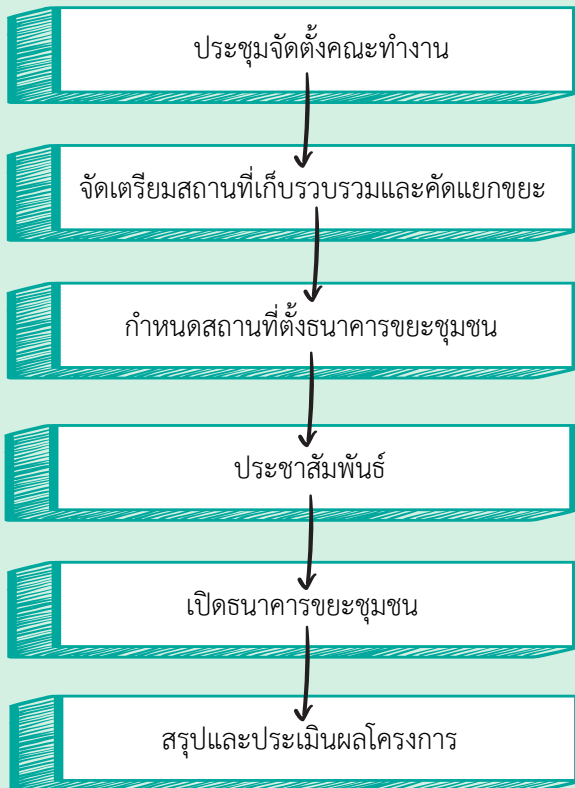 ประชุมจัดตั้งคณะทำงาน
จัดเตรียมสถานที่เก็บรวบรวมและคัดแยกขยะ
กำหนดสถานที่ตั้งธนาคารขยะชุมชน
ประชาสัมพันธ์
เปิดธนาคารขยะชุมชน
สรุปและประเมินผลโครงการ